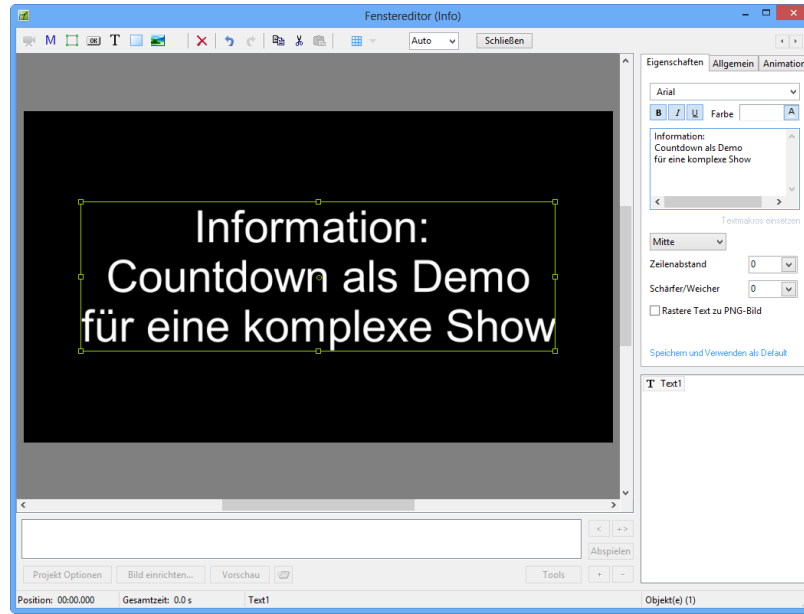 Fenstereditor (Info)
M OK T Auto Schließen
Eigenschaften Allgemein Animation
Arial
B I U Farbe A
Information:
Countdown als Demo
für eine komplexe Show
Textmakros einsetzen
Mitte
Zeilenabstand 0
Schärfer/Weicher 0
Rastere Text zu PNG-Bild
Speichern und Verwenden als Default
T Text1
Information:
Countdown als Demo
für eine komplexe Show
Abspielen
Projekt Optionen Bild einrichten... Vorschau Tools
Position: 00:00.000 Gesamtzeit: 0.0 s Text1 Objekt(e) (1)